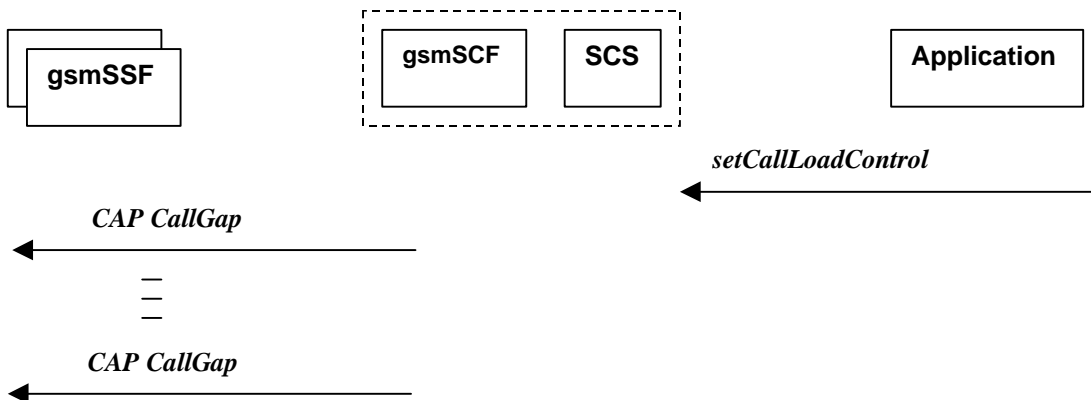 gsmSSF
gsmSCF
SCS
Application
setCallLoadControl
CAP CallGap
CAP CallGap